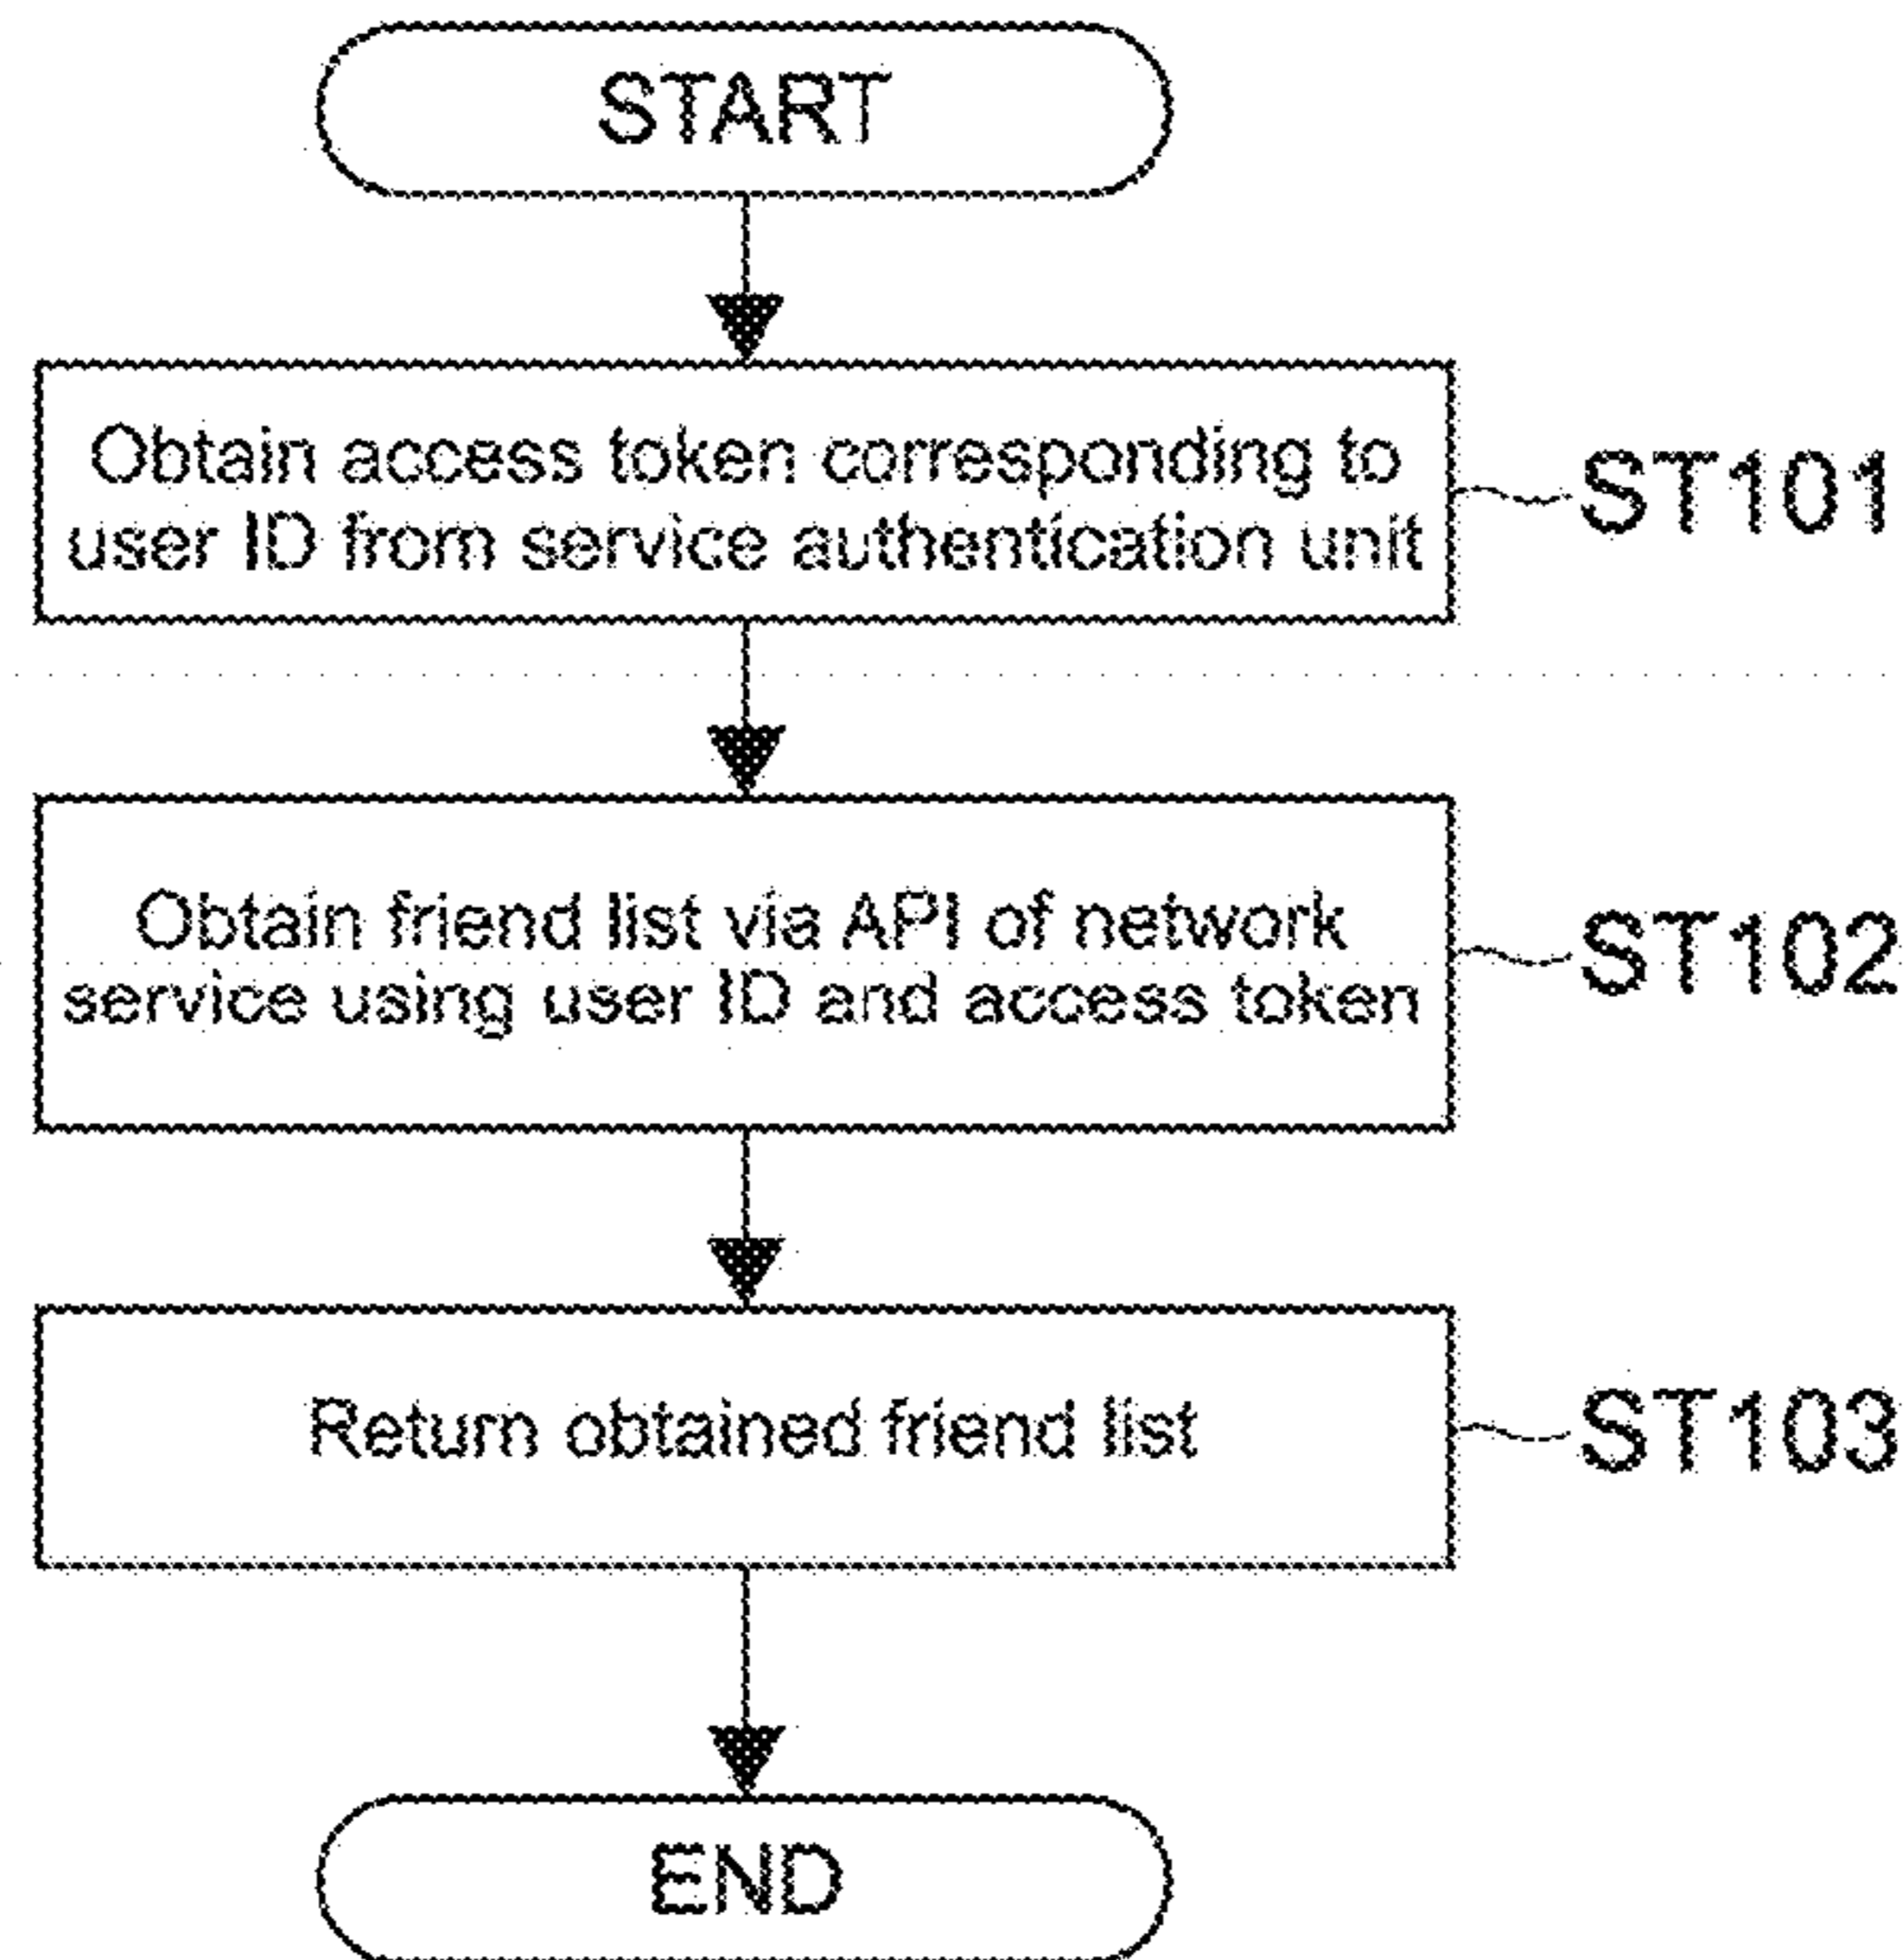 START
Obtain access token corresponding to
user ID from service authentication unit
ST101
Obtain friend list via API of network
service using user ID and access token
ST102
Return obtained friend list
ST103
END